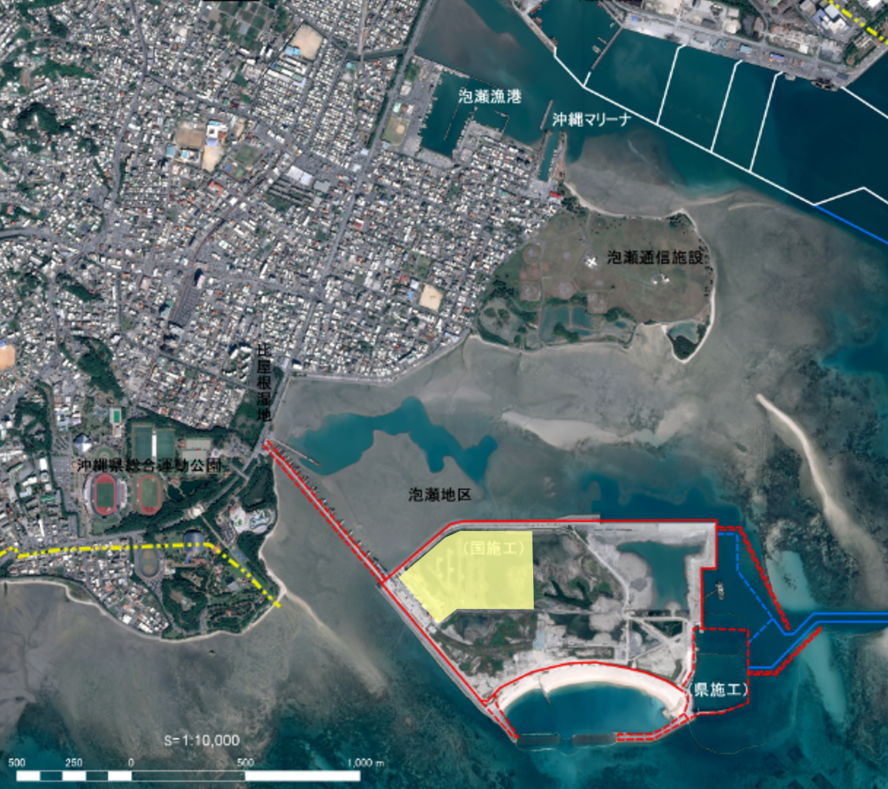 泡瀬漁港
沖縄マリーナ
泡瀬通信施設
比屋根湿地
沖縄県総合運動公園
泡瀬地区
(国施工)
(県施工)
S=1:10,000
500 250 0 500 1,000 m